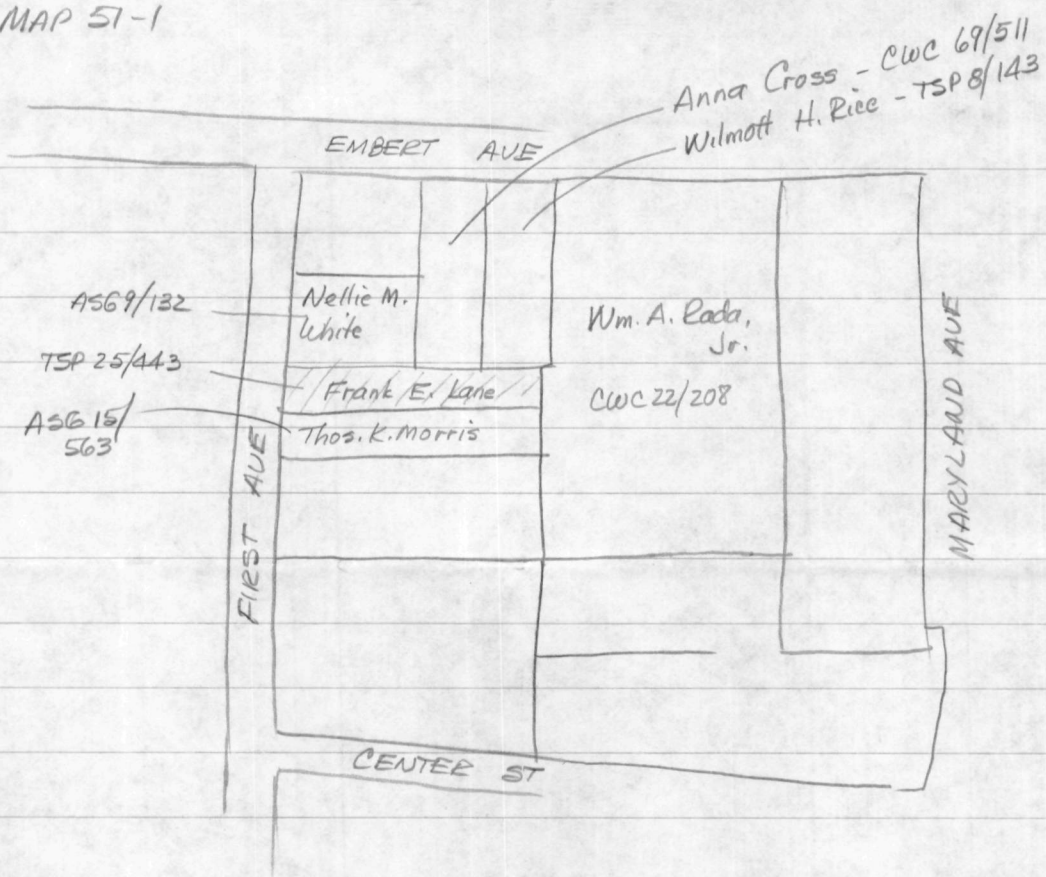 MAP 51-1
Anna Cross - CWC 69/511
Wilmott H. Rice - TSP 8/143
EMBERT AVE
ASG 9/132
Nellie M.
White
Wm. A. Rada,
Jr.
TSP 25/443
Frank E. Lane
CWC 22/208
ASG 15/
563
Thos. K. Morris
FIRST AVE
MARYLAND AVE
CENTER ST